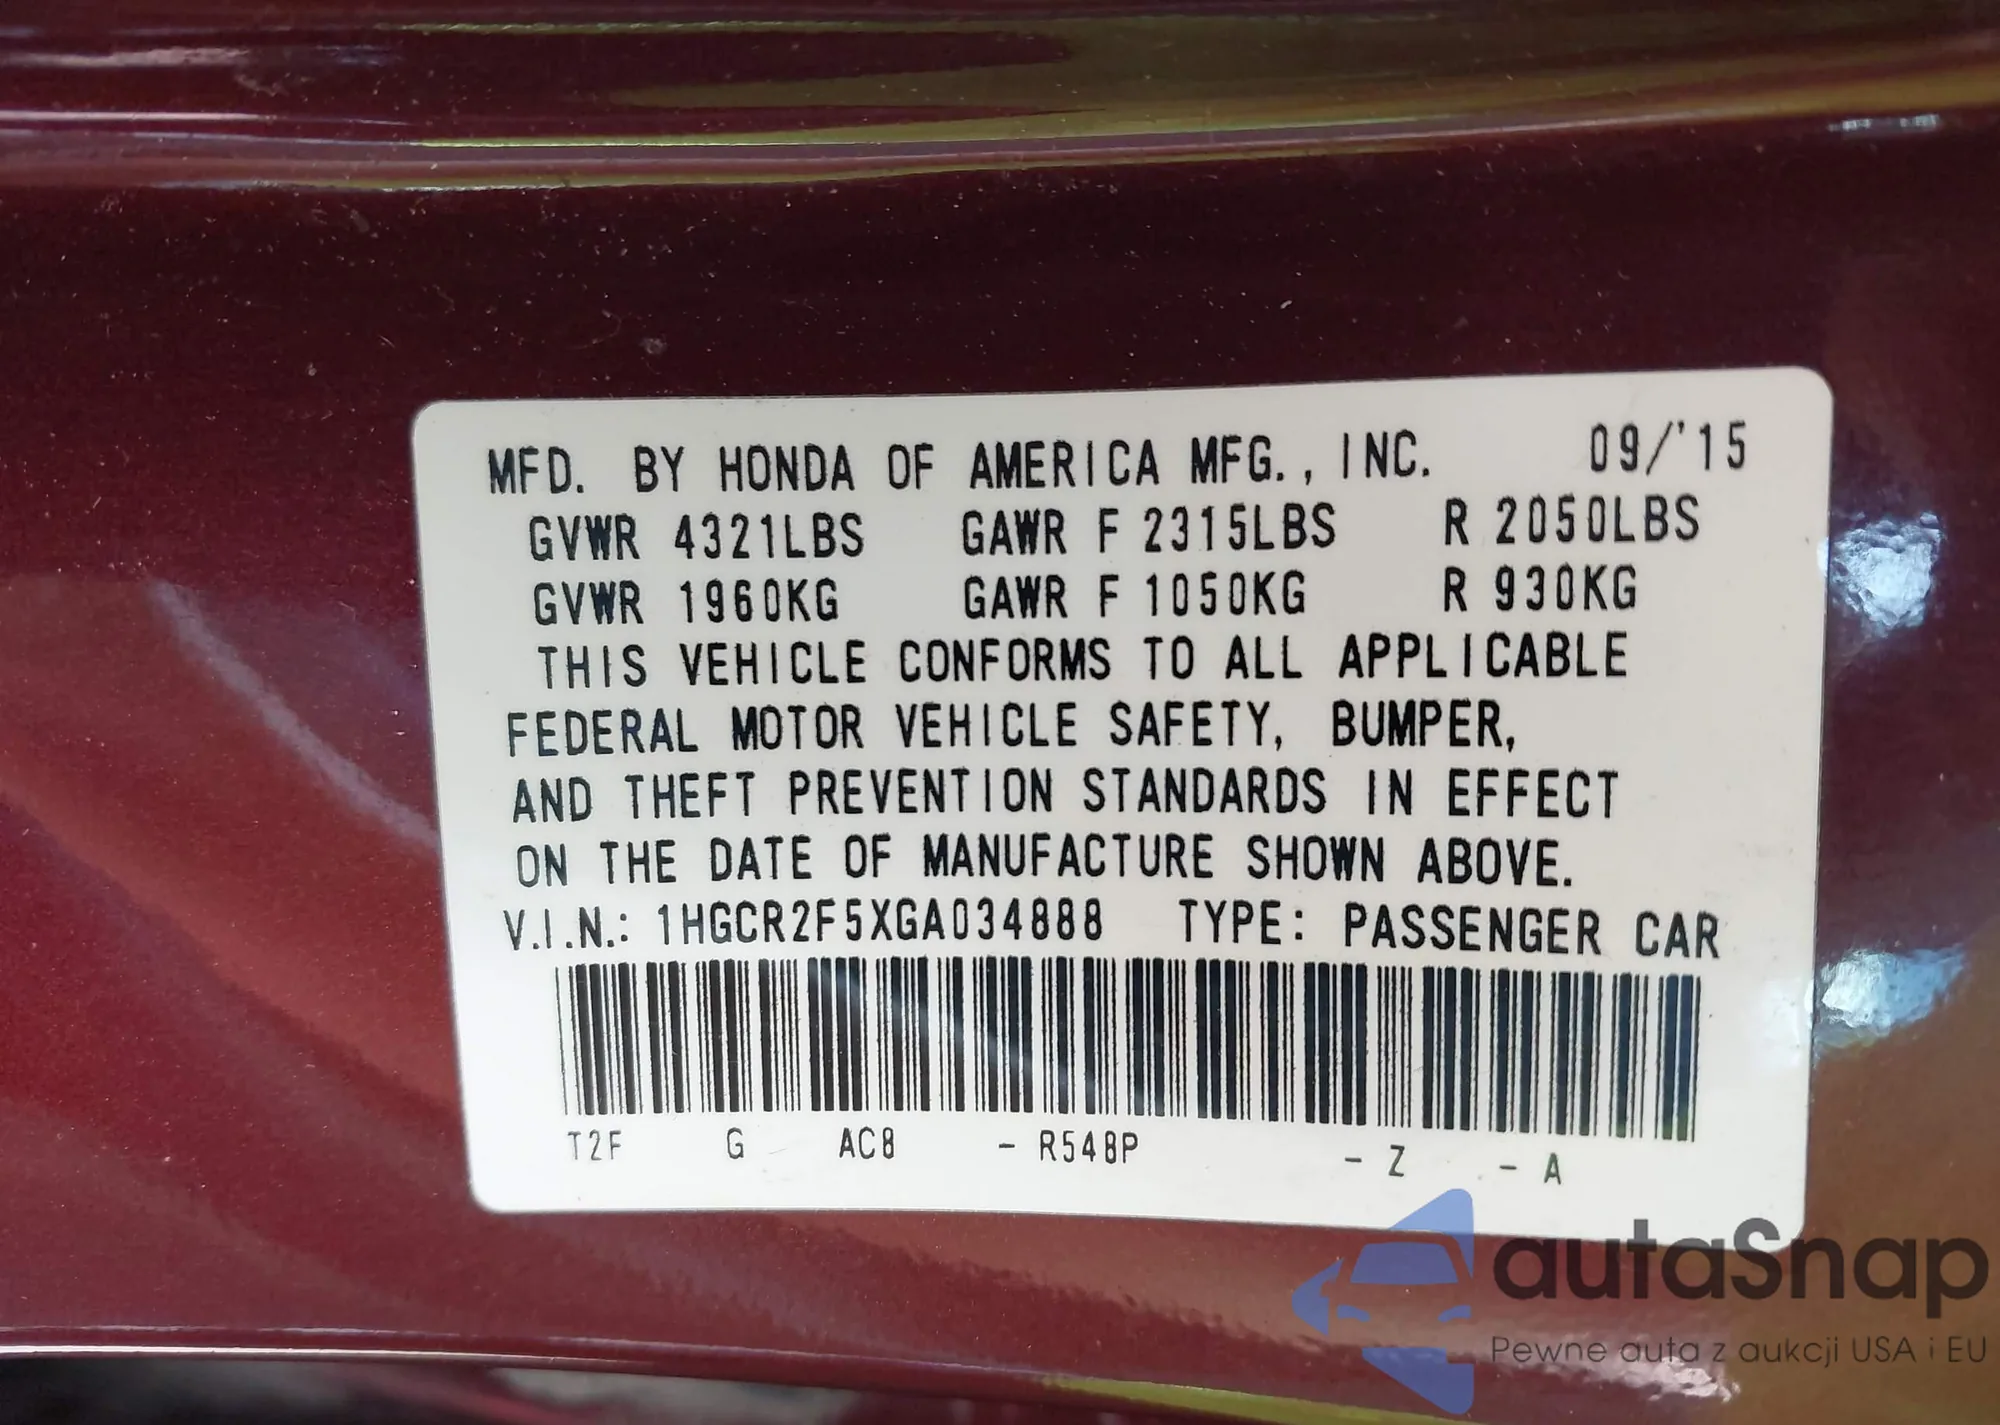 MFD. BY HONDA OF AMERICA MFG., INC. 09/'15
GVWR 4321LBS GAWR F 2315LBS R 2050LBS
GVWR 1960KG GAWR F 1050KG R 930KG
THIS VEHICLE CONFORMS TO ALL APPLICABLE
FEDERAL MOTOR VEHICLE SAFETY, BUMPER,
AND THEFT PREVENTION STANDARDS IN EFFECT
ON THE DATE OF MANUFACTURE SHOWN ABOVE.
V.I.N.: 1HGCR2F5XGA034888 TYPE: PASSENGER CAR
T2F G AC8 - R548P - Z - A
autaSnap
Pewne auta z aukcji USA i EU